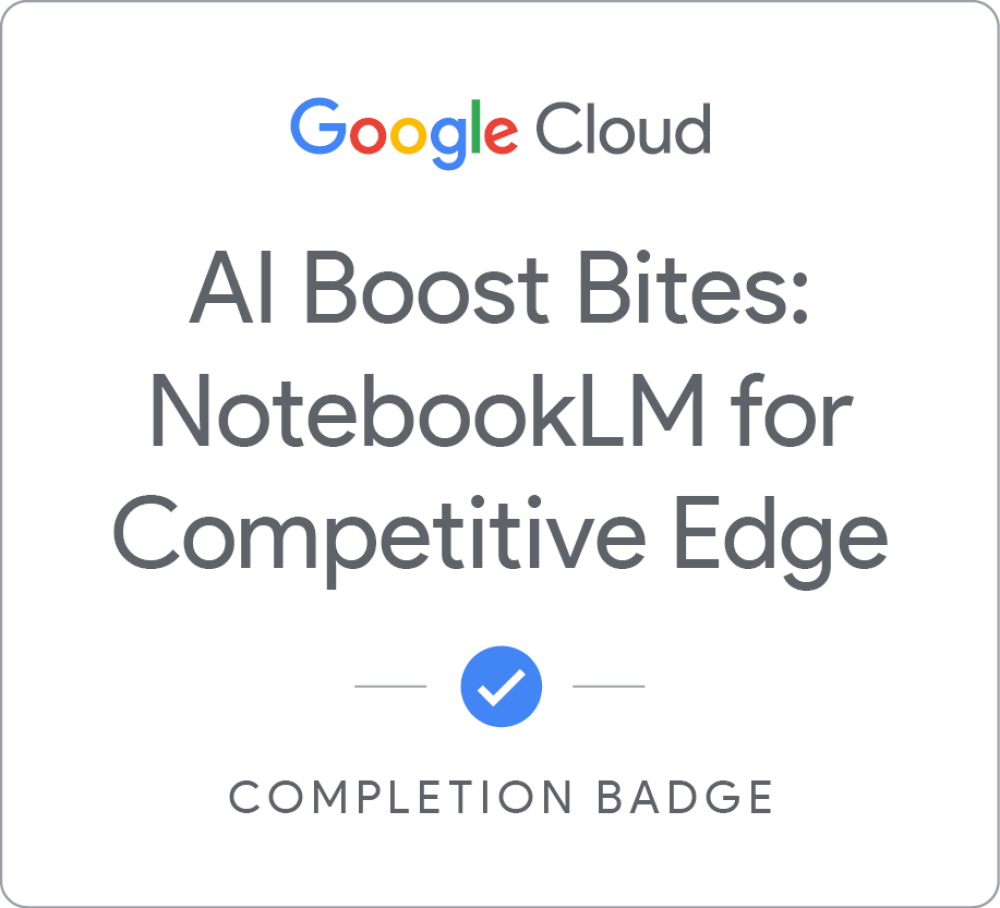 Google Cloud
AI Boost Bites:
NotebookLM for
Competitive Edge
COMPLETION BADGE